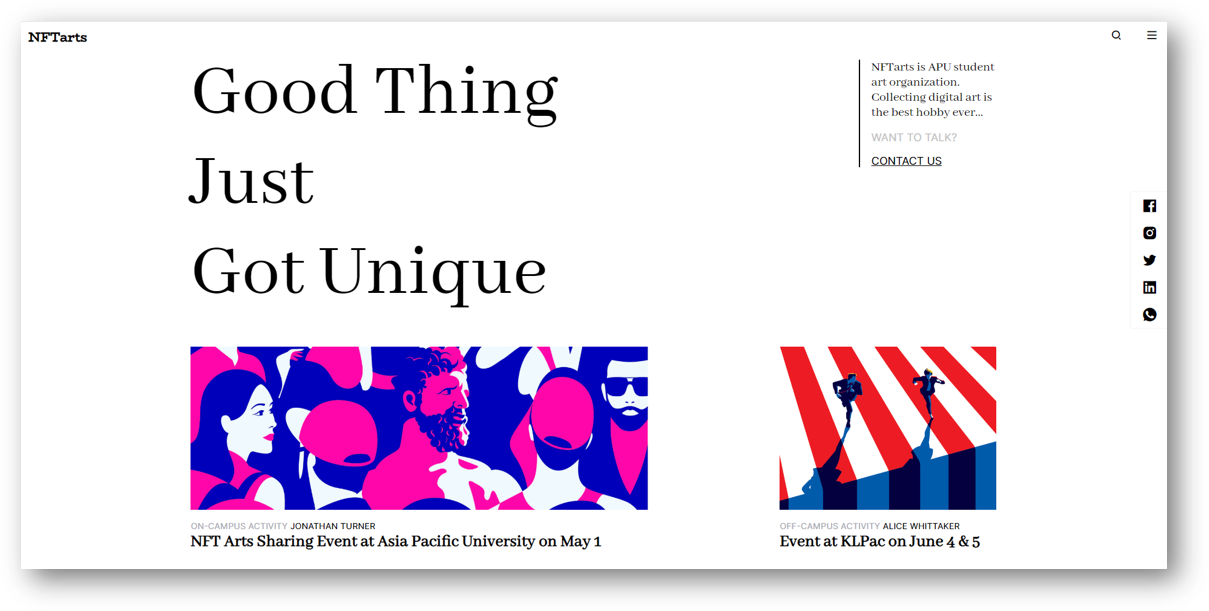 NFTarts
Good Thing
Just
Got Unique
NFTarts is APU student
art organization.
Collecting digital art is
the best hobby ever...
WANT TO TALK?
CONTACT US
ON-CAMPUS ACTIVITY JONATHAN TURNER
NFT Arts Sharing Event at Asia Pacific University on May 1
OFF-CAMPUS ACTIVITY ALICE WHITTAKER
Event at KLPac on June 4 & 5